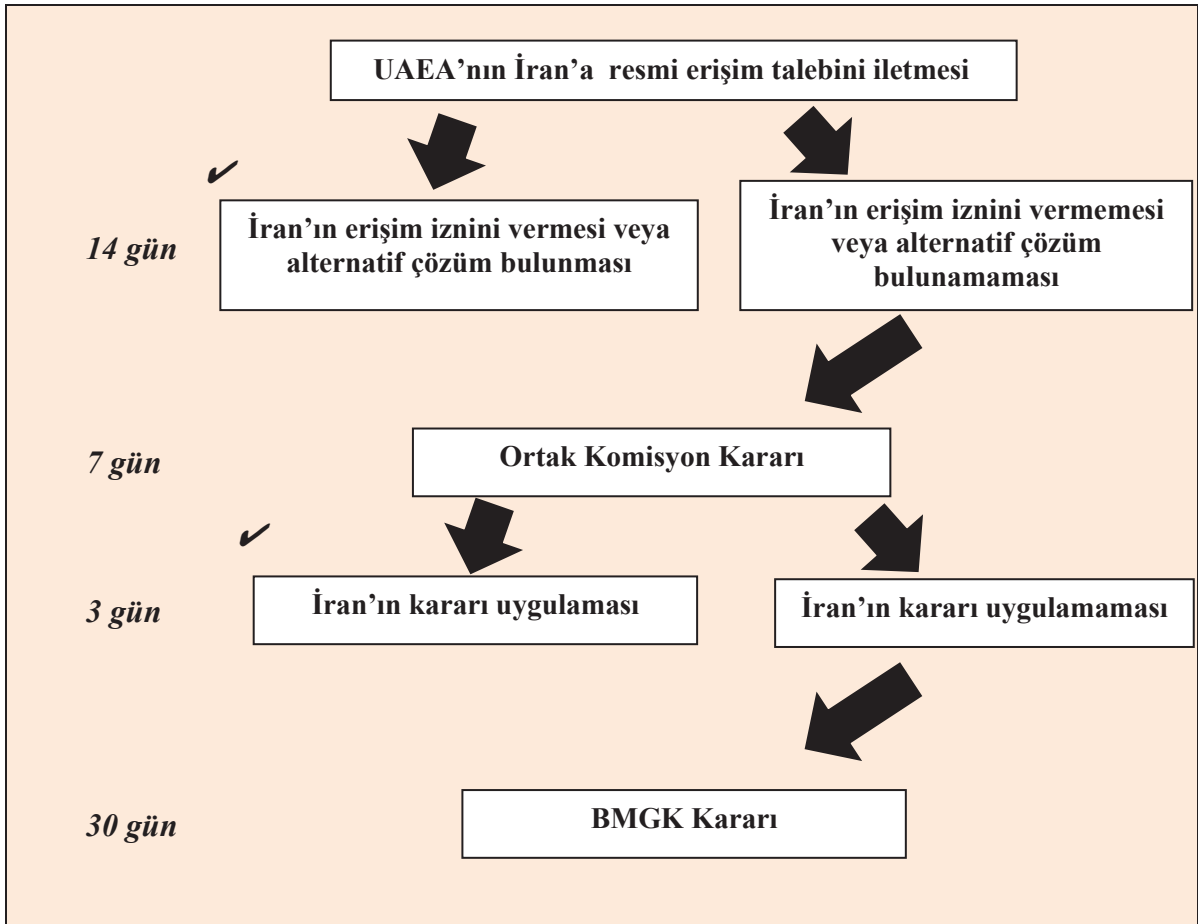 UAEA’nın İran’a resmi erişim talebini iletmesi
14 gün
İran’ın erişim iznini vermesi veya
alternatif çözüm bulunması
İran’ın erişim iznini vermemesi
veya alternatif çözüm
bulunamaması
7 gün
Ortak Komisyon Kararı
3 gün
İran’ın kararı uygulaması
İran’ın kararı uygulamaması
30 gün
BMGK Kararı